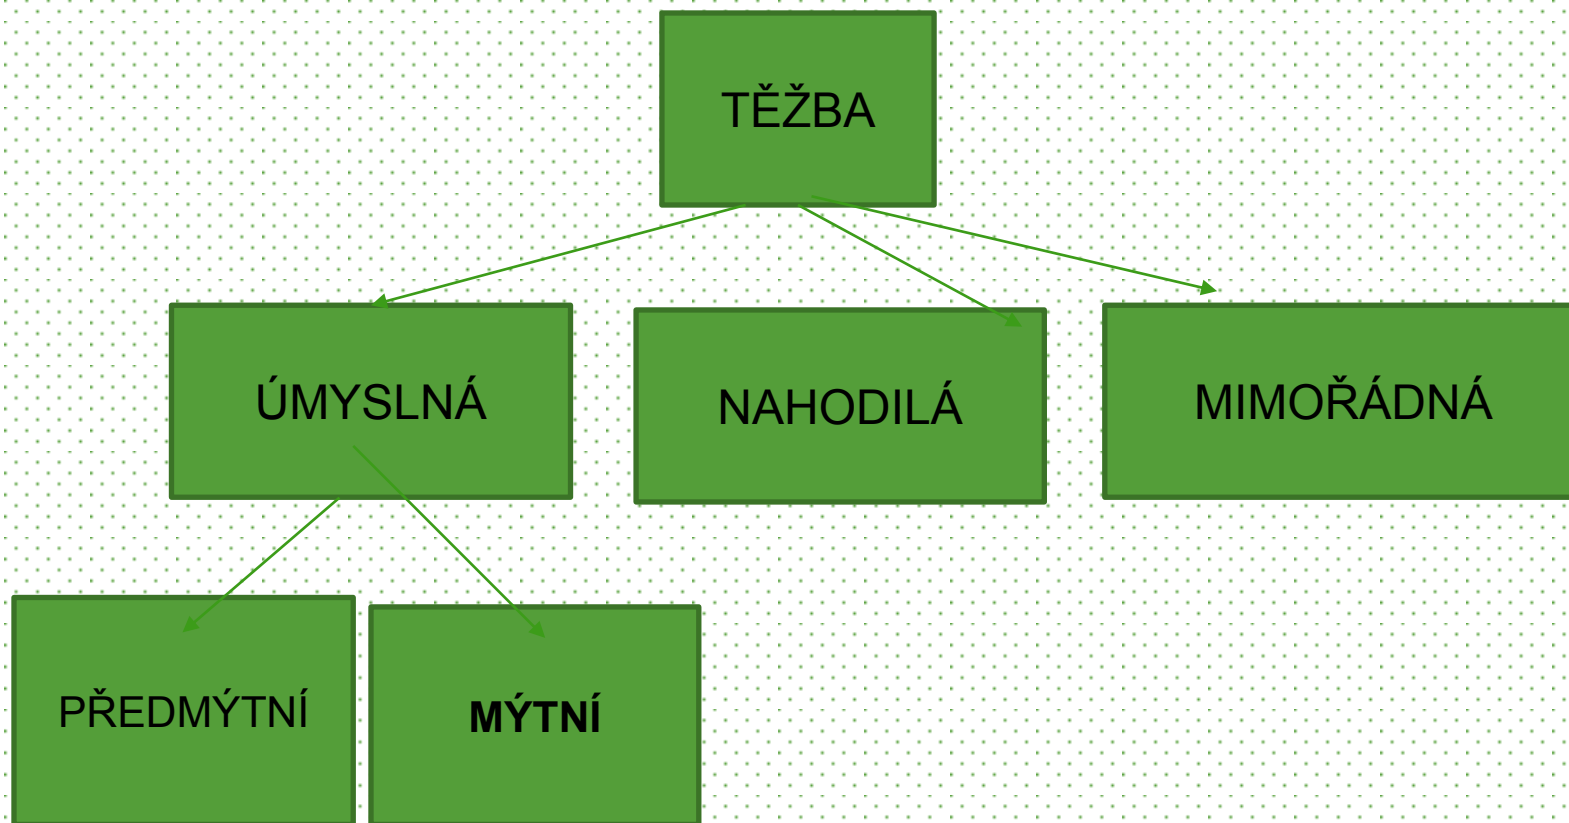 TĚŽBA
ÚMYSLNÁ
NAHODILÁ
MIMOŘÁDNÁ
PŘEDMÝTNÍ
MÝTNÍ